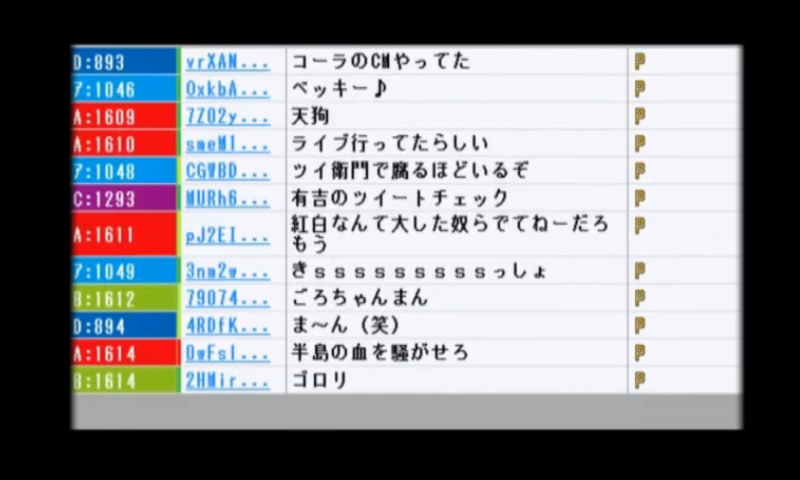 D:893 vrXAN... コーラのCMやってた P
ア:1046 OxkbA... ベッキー♪ P
A:1609 7Z02y... 天狗 P
A:1610 smeM1... ライブ行ってたらしい P
ア:1048 CGWBD... ツイ衛門で腐るほどいるぞ P
C:1293 MURh6... 有吉のツイートチェック P
A:1611 pJ2EI... 紅白なんて大した奴らでてねーだろ P
もう
ア:1049 3nm2w... きｓｓｓｓｓｓｓｓｓっしょ P
B:1612 79074... ごろちゃんまん P
D:894 4RDfK... ま～ん（笑） P
A:1614 OwFsI... 半島の血を騒がせろ P
B:1614 2HMir... ゴロリ P